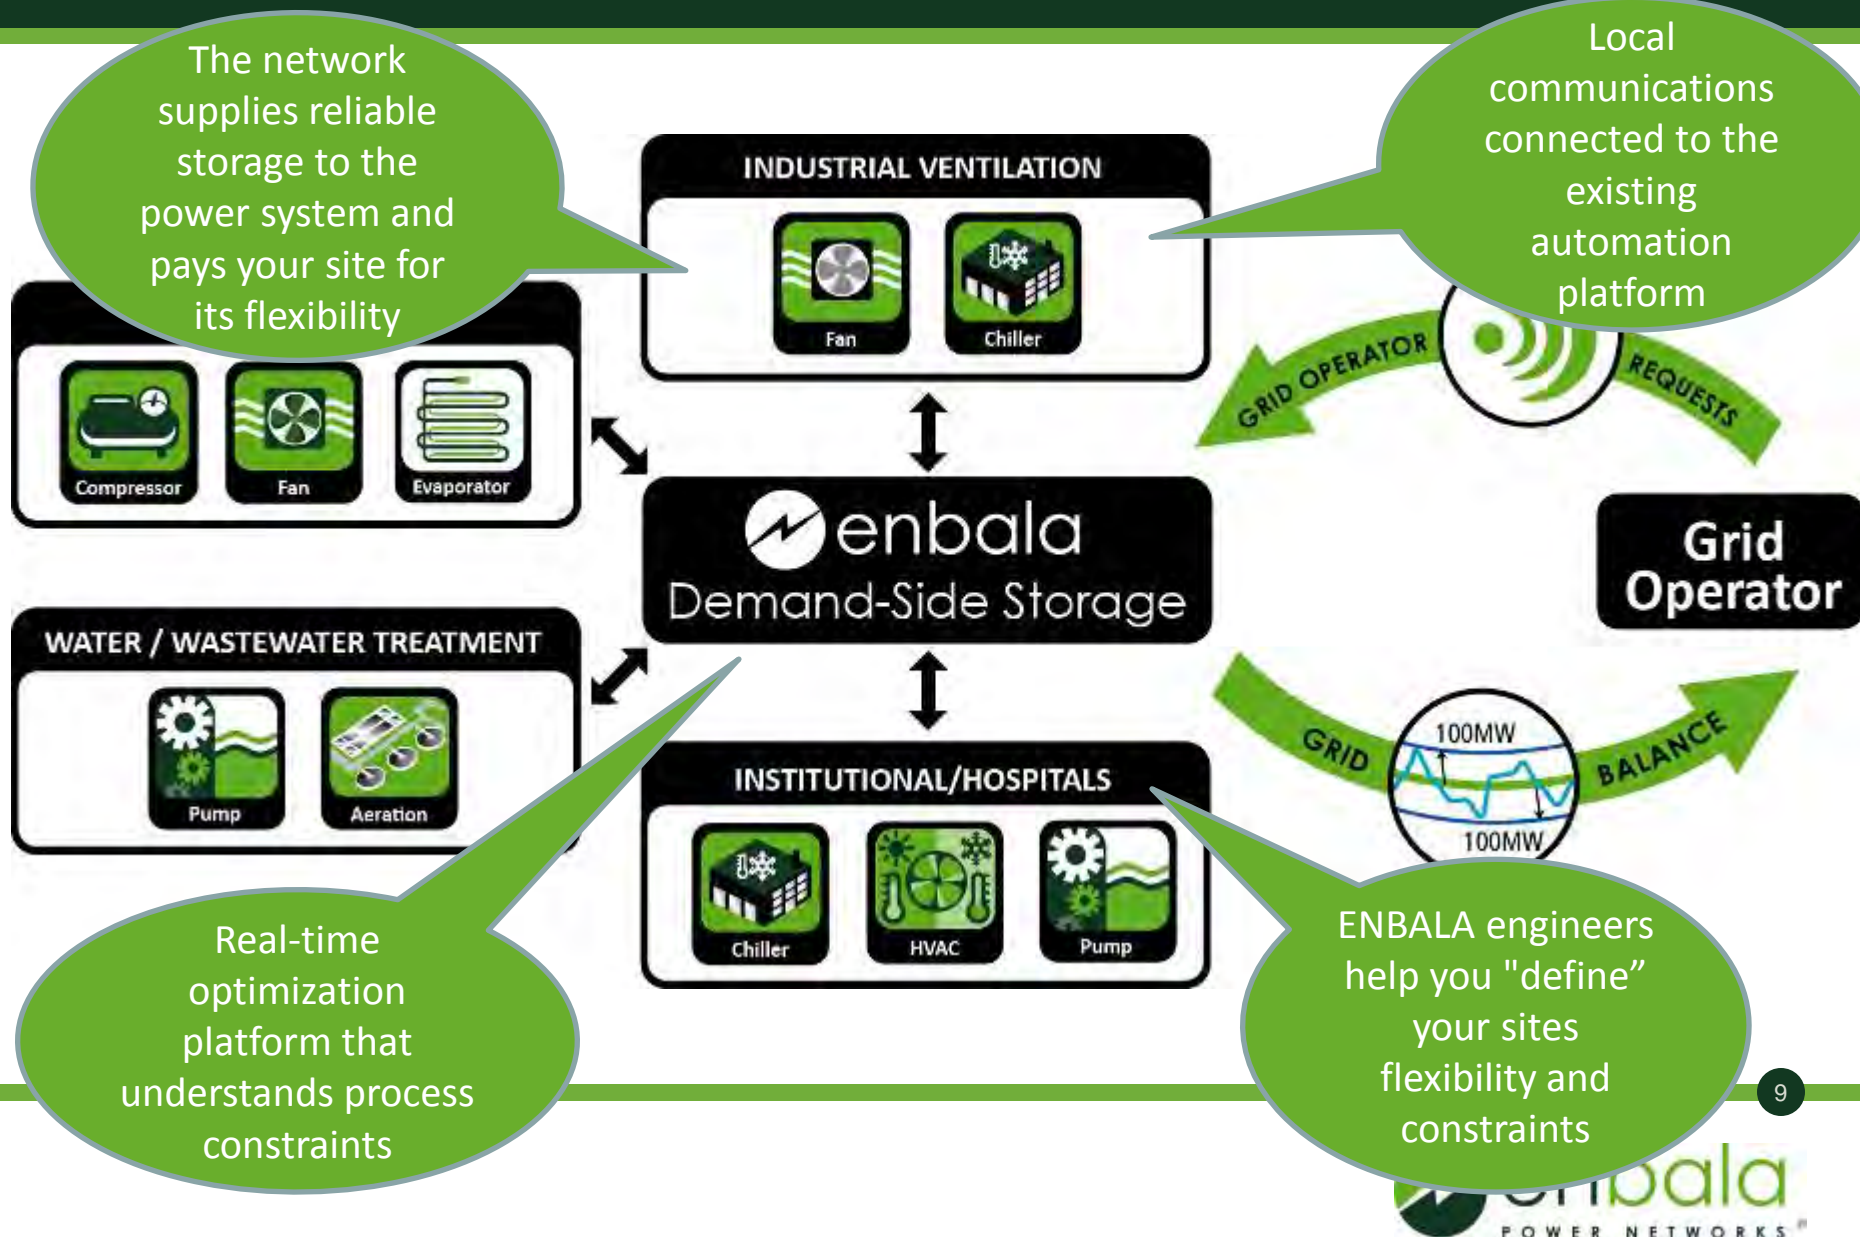 The network
supplies reliable
storage to the
power system and
pays your site for
its flexibility
Local
communications
connected to the
existing
automation
platform
INDUSTRIAL VENTILATION
Fan
Chiller
Compressor
Fan
Evaporator
GRID OPERATOR
REQUESTS
enbala
Demand-Side Storage
Grid
Operator
WATER / WASTEWATER TREATMENT
Pump
Aeration
INSTITUTIONAL/HOSPITALS
Chiller
HVAC
Pump
GRID
BALANCE
100MW
100MW
Real-time
optimization
platform that
understands process
constraints
ENBALA engineers
help you "define”
your sites
flexibility and
constraints
9
enbala
POWER NETWORKS